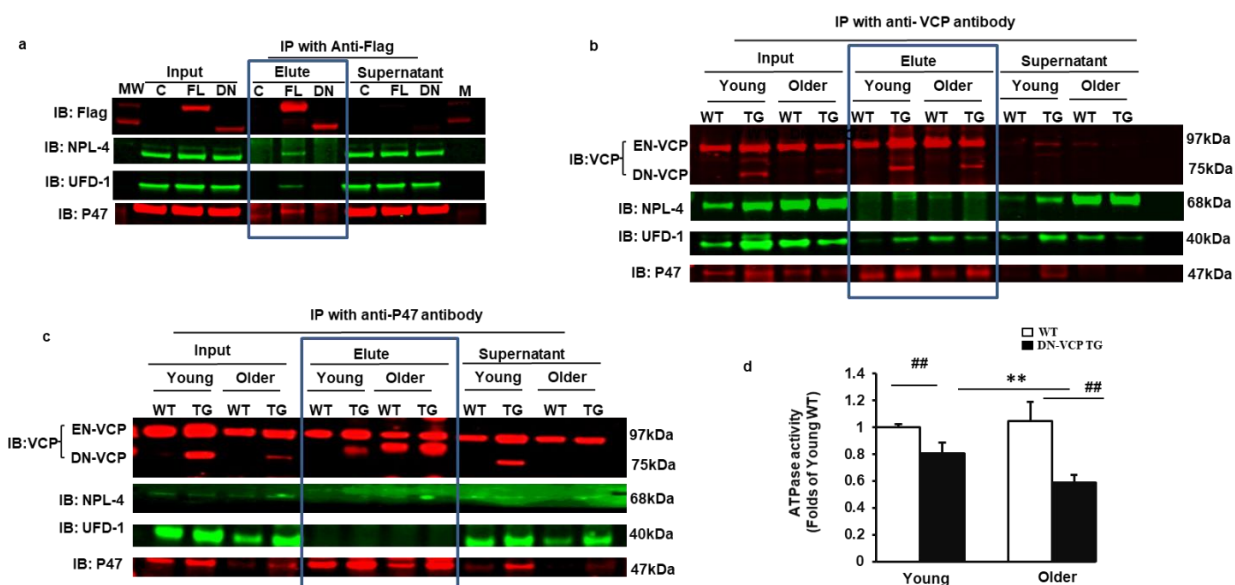 a
IP with Anti-Flag
Input Elute Supernatant
MW C FL DN C FL DN C FL DN M
IB: Flag
IB: NPL-4
IB: UFD-1
IB: P47
b
IP with anti- VCP antibody
Input Elute Supernatant
Young Older Young Older Young Older
WT TG WT TG WT TG WT TG WT TG WT TG
EN-VCP 97kDa
IB:VCP
DN-VCP 75kDa
IB: NPL-4 68kDa
IB: UFD-1 40kDa
IB: P47 47kDa
c
IP with anti-P47 antibody
Input Elute Supernatant
Young Older Young Older Young Older
WT TG WT TG WT TG WT TG WT TG WT TG
EN-VCP 97kDa
IB:VCP
DN-VCP 75kDa
IB: NPL-4 68kDa
IB: UFD-1 40kDa
IB: P47 47kDa
d
WT
DN-VCP TG
ATPase activity
(Folds of Young WT)
1.4
1.2
1
0.8
0.6
0.4
0.2
0
## ** ##
Young Older